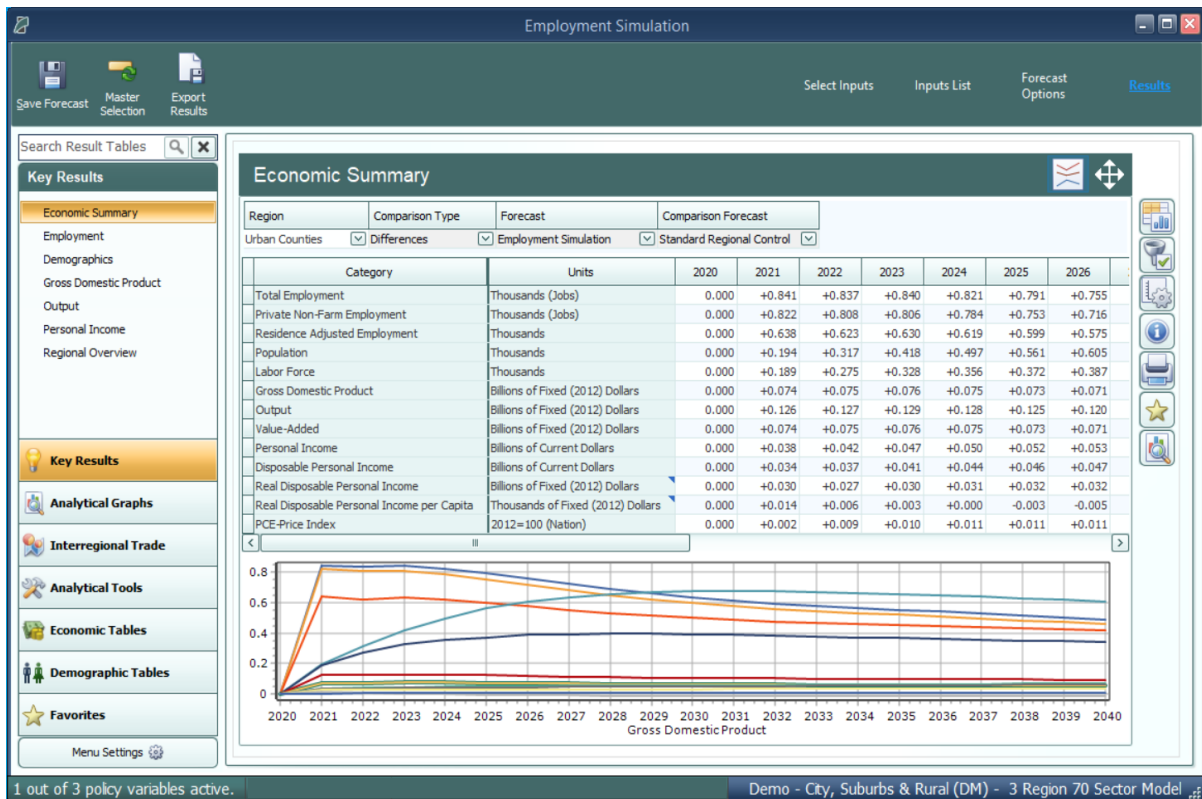 Employment Simulation
Save Forecast
Master Selection
Export Results
Select Inputs
Inputs List
Forecast Options
Results
Search Result Tables
Key Results
Economic Summary
Employment
Demographics
Gross Domestic Product
Output
Personal Income
Regional Overview
Key Results
Analytical Graphs
Interregional Trade
Analytical Tools
Economic Tables
Demographic Tables
Favorites
Menu Settings
Economic Summary
Region Comparison Type Forecast Comparison Forecast
Urban Counties Differences Employment Simulation Standard Regional Control
Category Units 2020 2021 2022 2023 2024 2025 2026
Total Employment Thousands (Jobs) 0.000 +0.841 +0.837 +0.840 +0.821 +0.791 +0.755
Private Non-Farm Employment Thousands (Jobs) 0.000 +0.822 +0.808 +0.806 +0.784 +0.753 +0.716
Residence Adjusted Employment Thousands 0.000 +0.638 +0.623 +0.630 +0.619 +0.599 +0.575
Population Thousands 0.000 +0.194 +0.317 +0.418 +0.497 +0.561 +0.605
Labor Force Thousands 0.000 +0.189 +0.275 +0.328 +0.356 +0.372 +0.387
Gross Domestic Product Billions of Fixed (2012) Dollars 0.000 +0.074 +0.075 +0.076 +0.075 +0.073 +0.071
Output Billions of Fixed (2012) Dollars 0.000 +0.126 +0.127 +0.129 +0.128 +0.125 +0.120
Value-Added Billions of Fixed (2012) Dollars 0.000 +0.074 +0.075 +0.076 +0.075 +0.073 +0.071
Personal Income Billions of Current Dollars 0.000 +0.038 +0.042 +0.047 +0.050 +0.052 +0.053
Disposable Personal Income Billions of Current Dollars 0.000 +0.034 +0.037 +0.041 +0.044 +0.046 +0.047
Real Disposable Personal Income Billions of Fixed (2012) Dollars 0.000 +0.030 +0.027 +0.030 +0.031 +0.032 +0.032
Real Disposable Personal Income per Capita Thousands of Fixed (2012) Dollars 0.000 +0.014 +0.006 +0.003 +0.000 -0.003 -0.005
PCE-Price Index 2012=100 (Nation) 0.000 +0.002 +0.009 +0.010 +0.011 +0.011 +0.011
0.8
0.6
0.4
0.2
0
2020 2021 2022 2023 2024 2025 2026 2027 2028 2029 2030 2031 2032 2033 2034 2035 2036 2037 2038 2039 2040
Gross Domestic Product
1 out of 3 policy variables active.
Demo - City, Suburbs & Rural (DM) - 3 Region 70 Sector Model